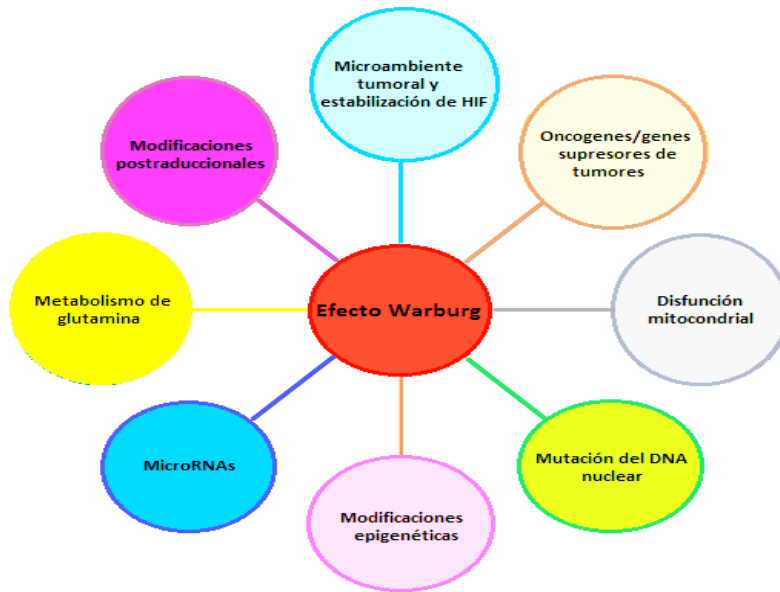 Microambiente
tumoral y
estabilización de HIF
Oncogenes/genes
supresores de
tumores
Disfunción
mitocondrial
Mutación del DNA
nuclear
Modificaciones
epigenéticas
MicroRNAs
Metabolismo de
glutamina
Modificaciones
postraduccionales
Efecto Warburg